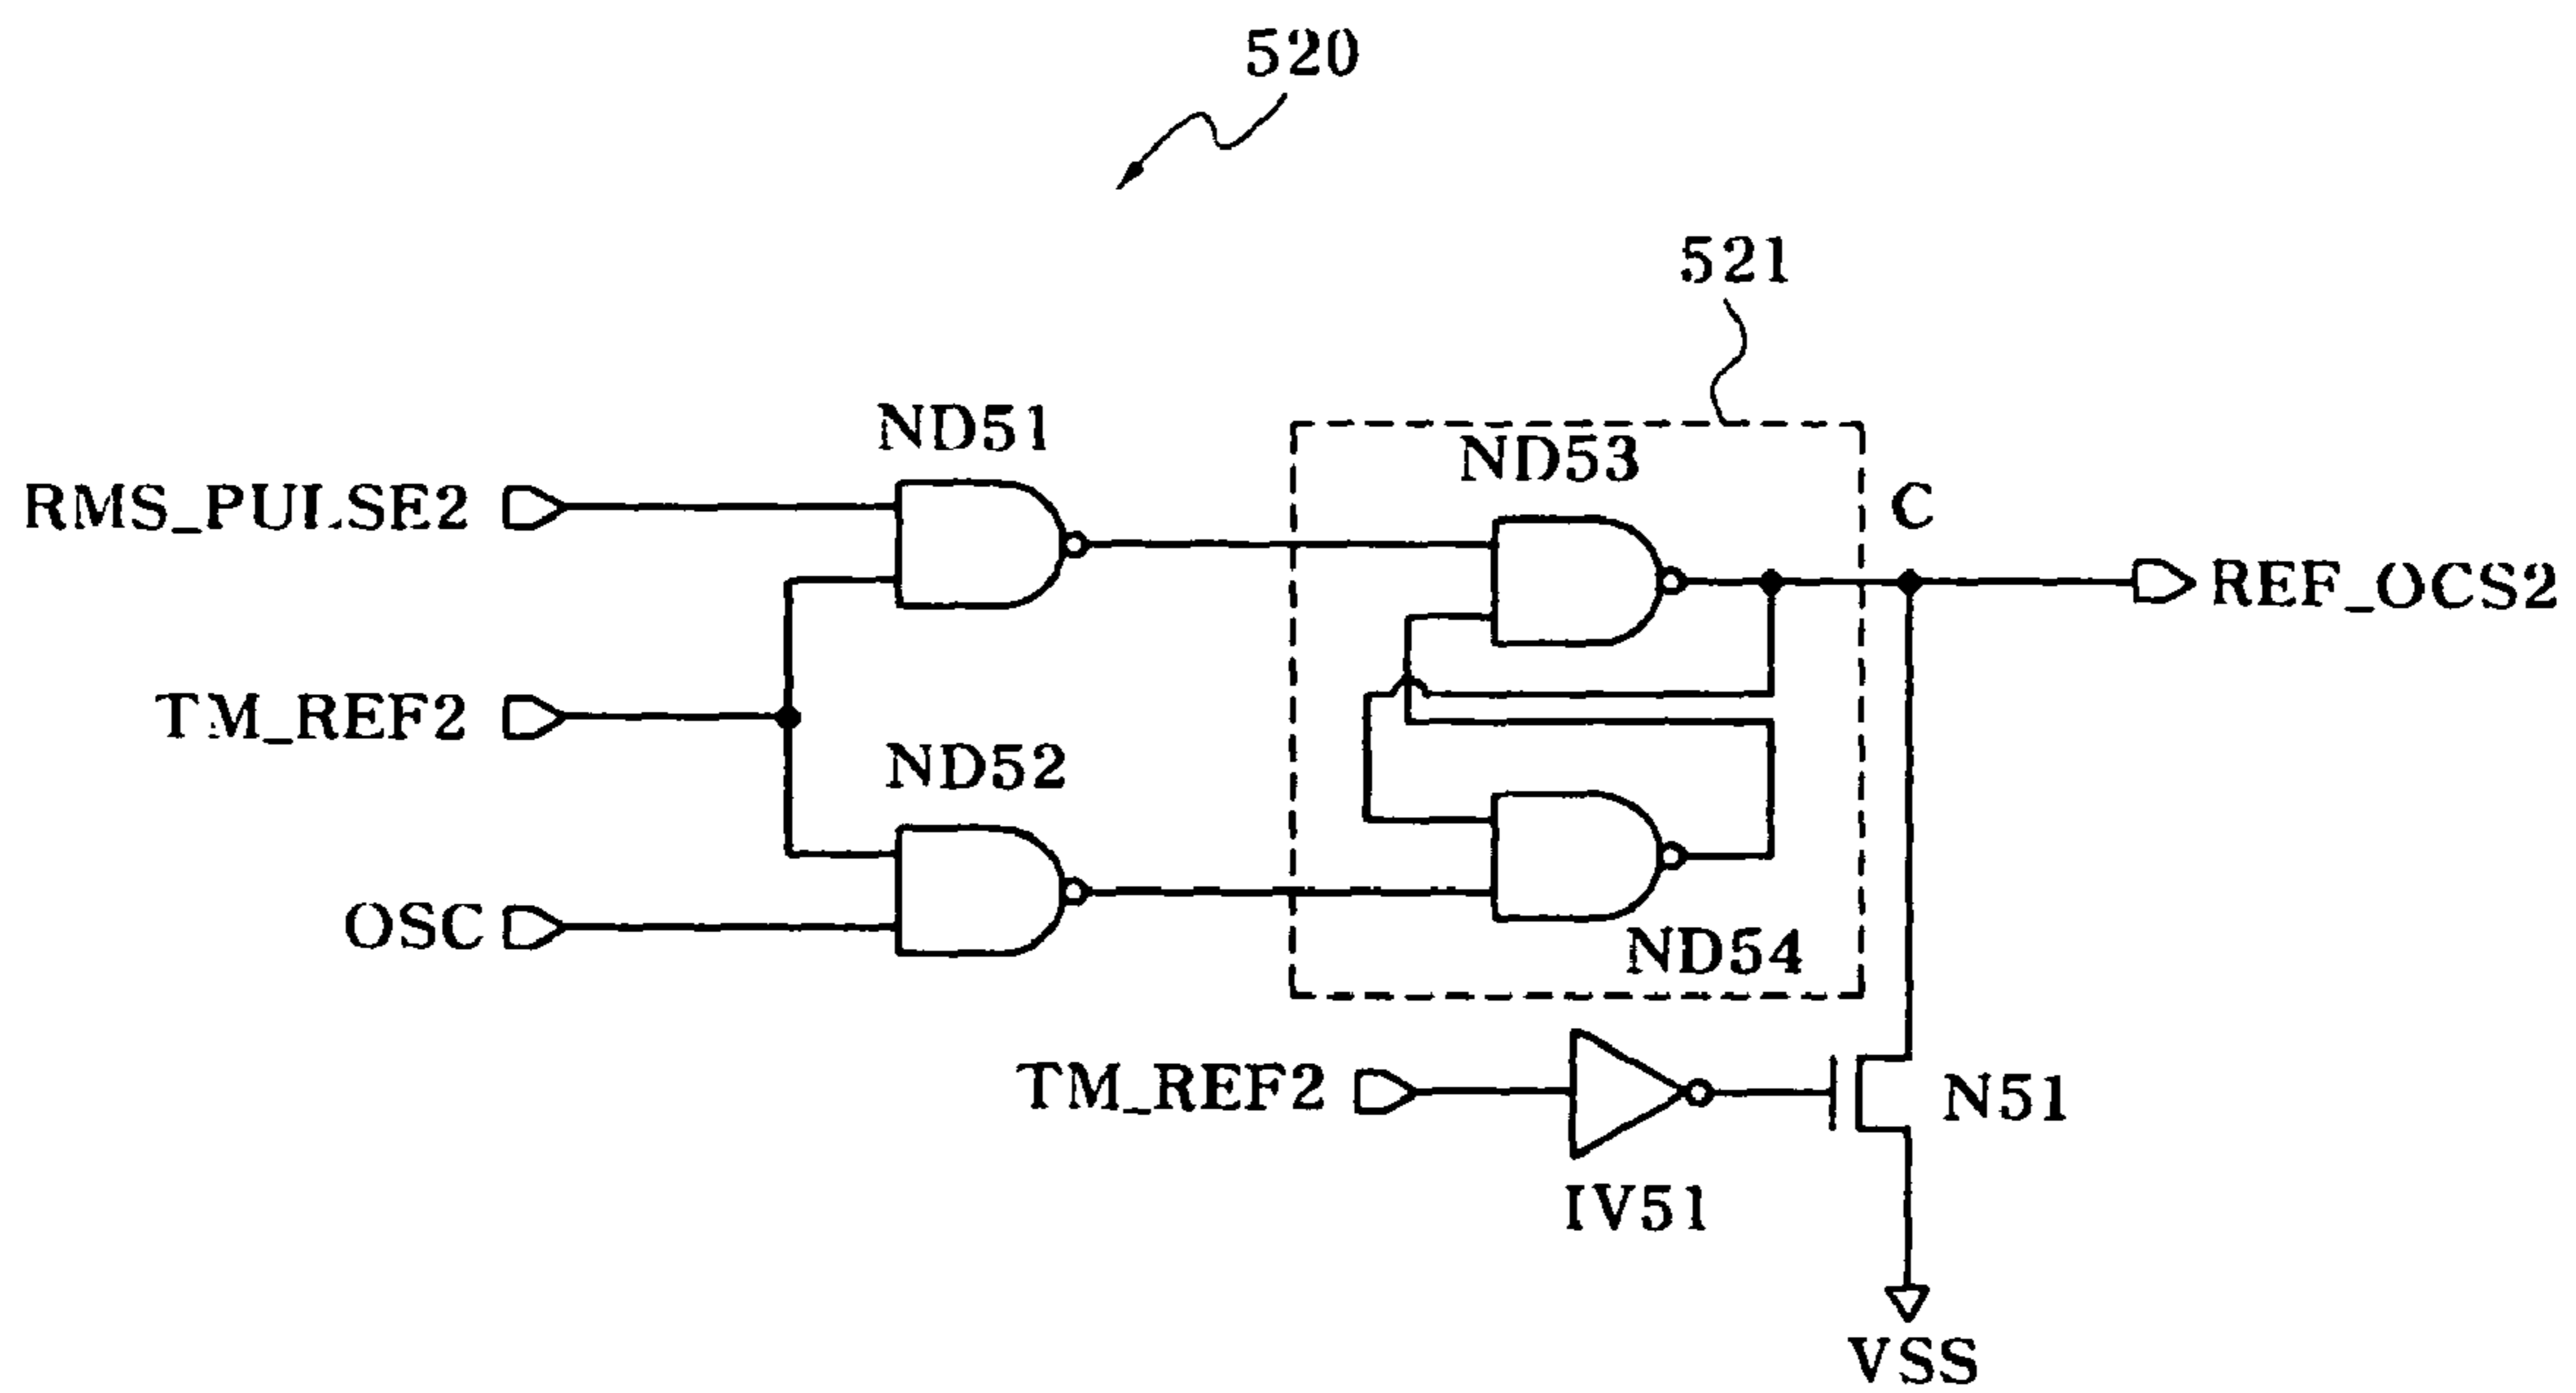 520
521
ND51
ND53
RMS_PULSE2
C
REF_OCS2
TM_REF2
ND52
OSC
ND54
TM_REF2
N51
IV51
VSS